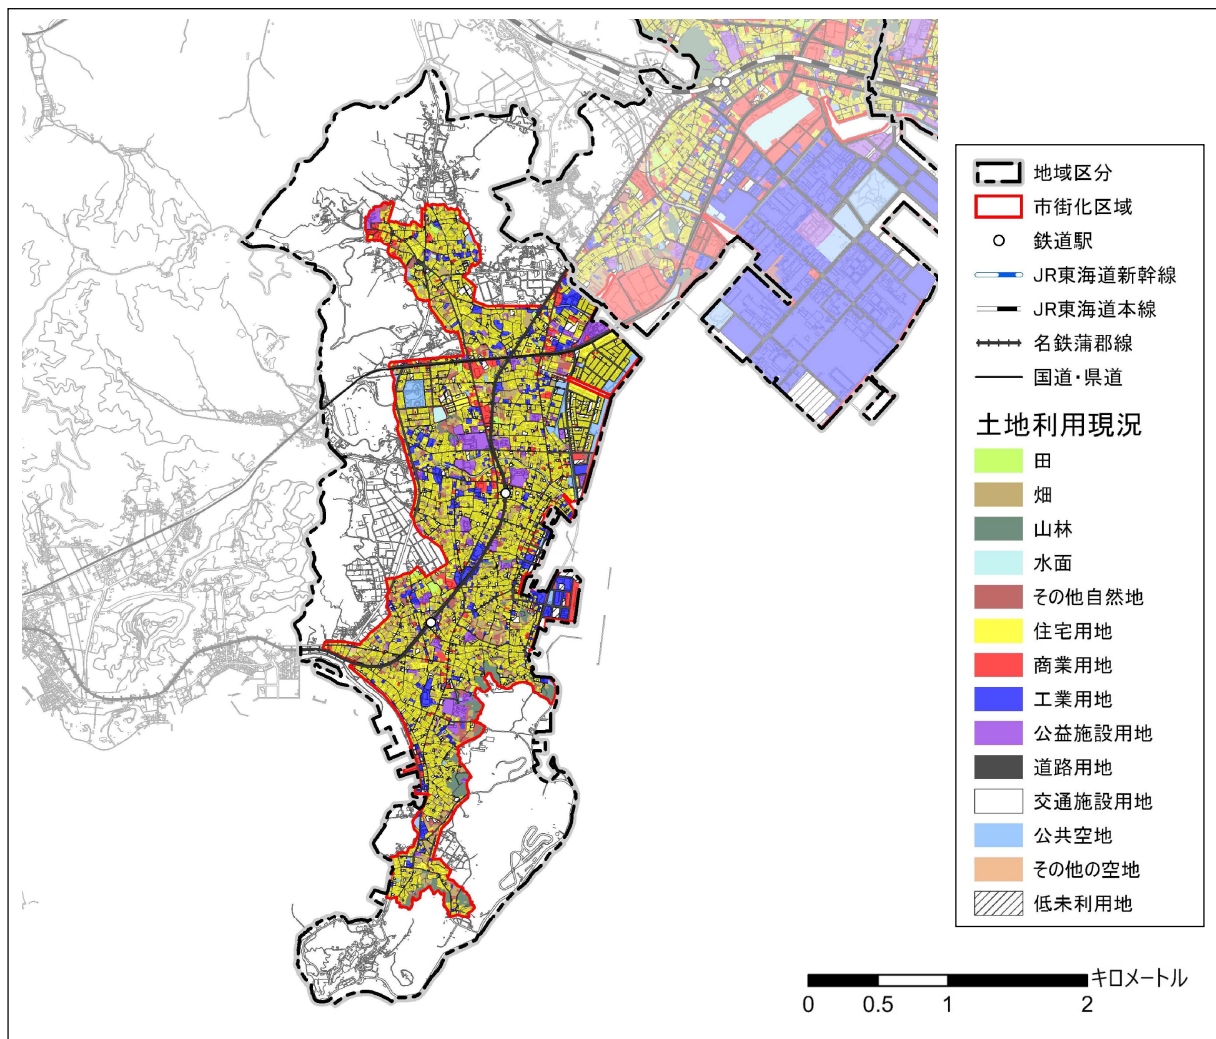 地域区分
市街化区域
鉄道駅
JR東海道新幹線
JR東海道本線
名鉄蒲郡線
国道・県道
土地利用現況
田
畑
山林
水面
その他自然地
住宅用地
商業用地
工業用地
公益施設用地
道路用地
交通施設用地
公共空地
その他の空地
低未利用地
キロメートル
0 0.5 1 2